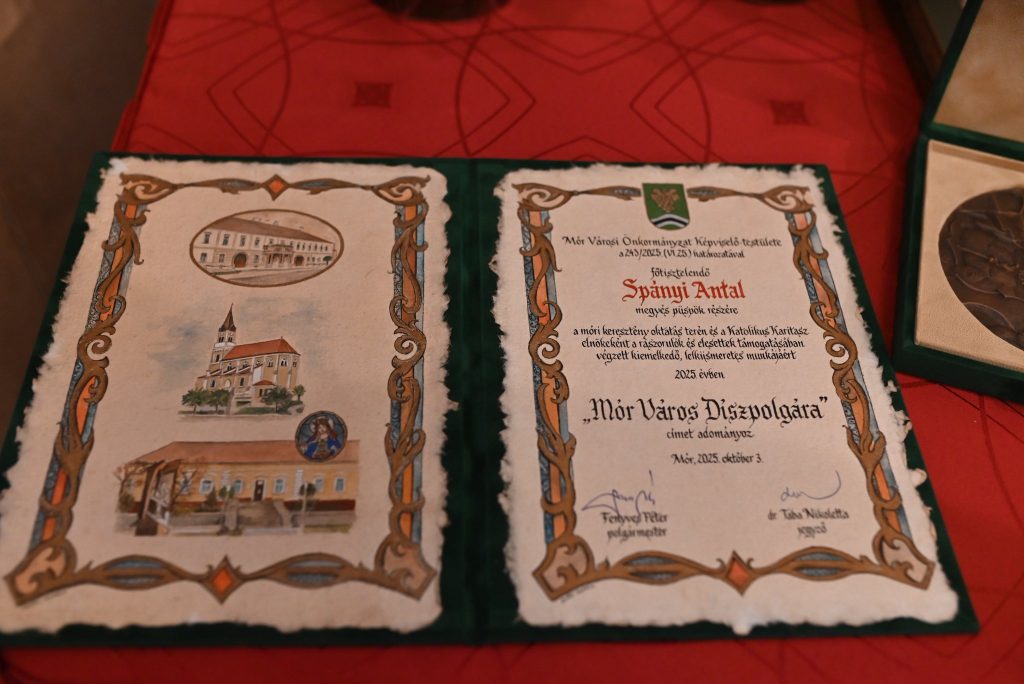 Mór Városi Önkormányzat Képviselő-testülete
a 243/2025. (VI.25.) határozatával
főtisztelendő
Spányi Antal
megyés püspök részére
a móri keresztény oktatás terén és a Katolikus Karitász
elnökeként a rászorulók és elesettek támogatásában
végzett kiemelkedő, lelkiismeretes munkájáért
2025. évben
„Mór Város Díszpolgára”
címet adományoz
Mór, 2025. október 3.
Fenyves Péter
polgármester
dr. Taba Nikoletta
jegyző